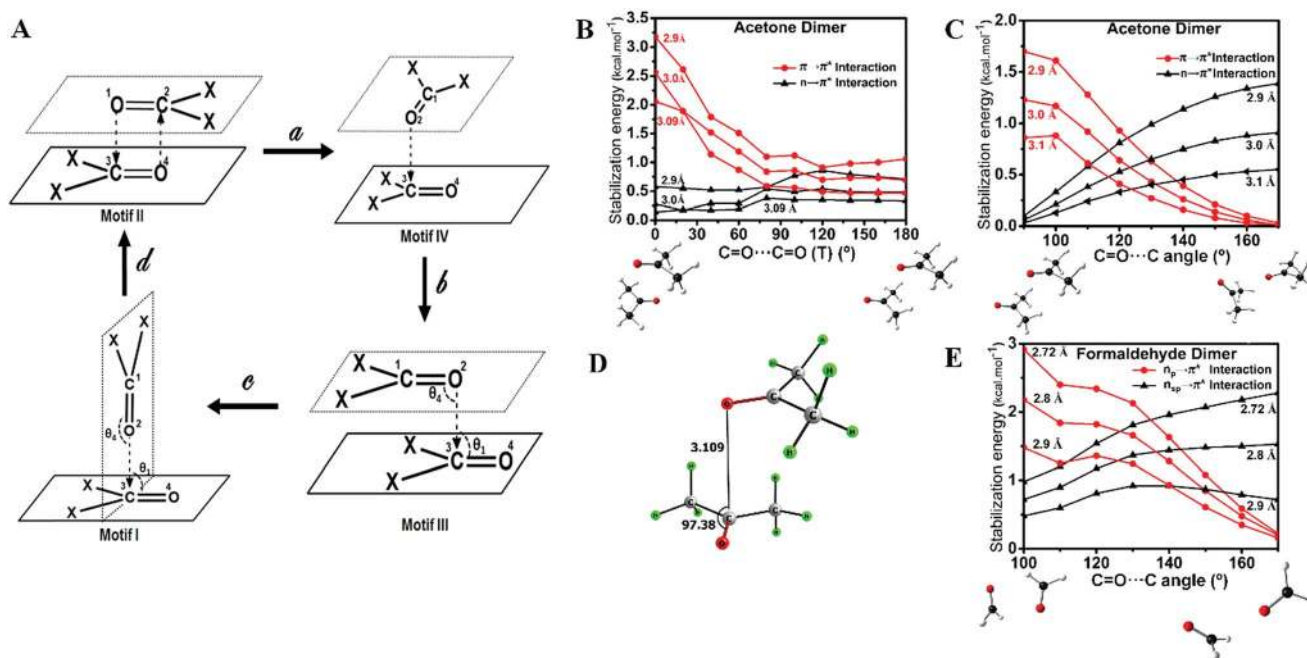 A
1
2
O
C
X
X
3
4
X
C
O
X
Motif II
a
X
X
C
1
O
2
X
3
4
C
O
X
Motif IV
b
d
X
X
C
1
O
2
θ4
θ1
3
4
X
C
O
X
Motif I
c
X
1
2
X
C
O
θ4
X
3
θ1
4
X
C
O
Motif III
B
Acetone Dimer
Stabilization energy (kcal.mol-1)
3.5
3.0
2.5
2.0
1.5
1.0
0.5
0.0
2.9Å
3.0Å
3.09Å
π→π* Interaction
n→π* Interaction
2.9Å
3.0Å
3.09Å
0 30 60 90 120 150 180
C=O···C=O (T) (º)
C
Acetone Dimer
Stabilization energy (kcal.mol-1)
2.0
1.5
1.0
0.5
0.0
π→π*Interaction
n→π*Interaction
2.9 Å
3.0 Å
3.1 Å
2.9 Å
3.0 Å
3.1 Å
100 120 140 160
C=O···C angle (º)
D
3.109
97.38
C
C
C
C
C
C
O
O
H
H
H
H
E
Formaldehyde Dimer
Stabilization energy (kcal.mol-1)
3
2
1
0
np→π* Interaction
nsp→π* Interaction
2.72 Å
2.8 Å
2.9 Å
2.72 Å
2.8 Å
2.9 Å
100 120 140 160
C=O···C angle (º)